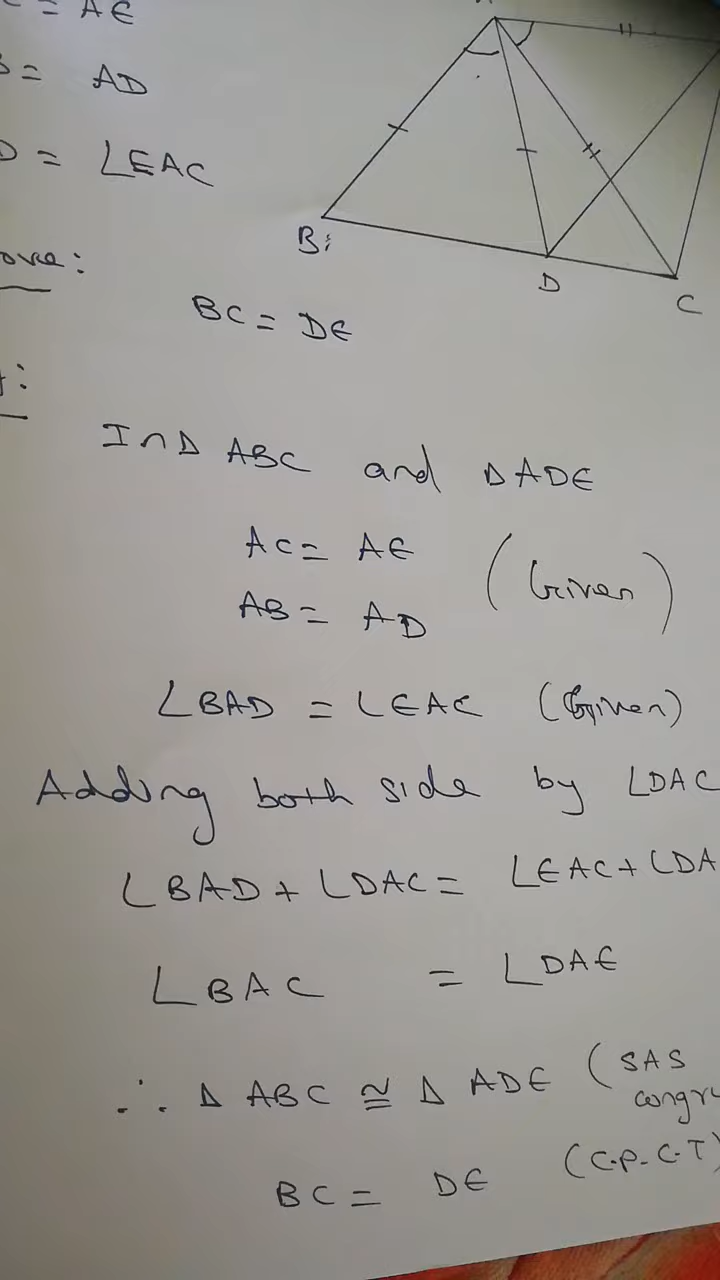 = AE
= AD
= ∠EAC
B
D
C
BC = DE
In Δ ABC and Δ ADE
AC = AE (Given)
AB = AD
∠BAD = ∠EAC (Given)
Adding both side by ∠DAC
∠BAD + ∠DAC = ∠EAC + ∠DA
∠BAC = ∠DAE
∴ Δ ABC ≅ Δ ADE (SAS
congru
BC = DE (C.P.C.T)